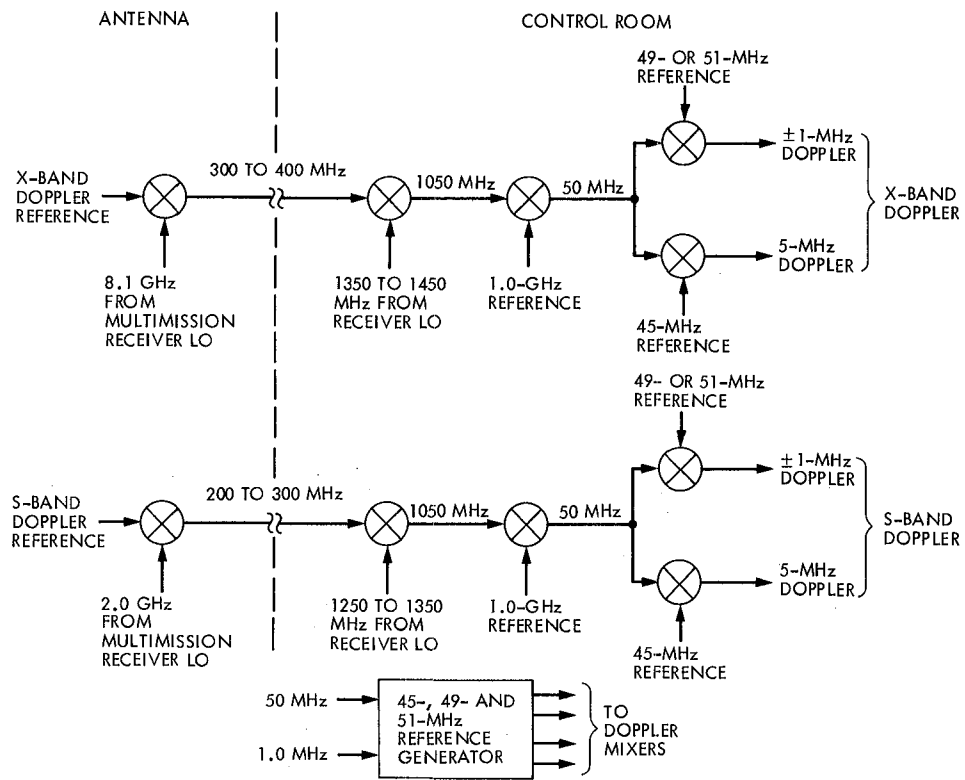 ANTENNA
CONTROL ROOM
49- OR 51-MHz
REFERENCE
±1-MHz
DOPPLER
300 TO 400 MHz
1050 MHz
50 MHz
X-BAND
DOPPLER
REFERENCE
X-BAND
DOPPLER
8.1 GHz
FROM
MULTIMISSION
RECEIVER LO
1350 TO 1450
MHz FROM
RECEIVER LO
1.0-GHz
REFERENCE
5-MHz
DOPPLER
45-MHz
REFERENCE
49- OR 51-MHz
REFERENCE
±1-MHz
DOPPLER
200 TO 300 MHz
1050 MHz
50 MHz
S-BAND
DOPPLER
REFERENCE
S-BAND
DOPPLER
2.0 GHz
FROM
MULTIMISSION
RECEIVER LO
1250 TO 1350
MHz FROM
RECEIVER LO
1.0-GHz
REFERENCE
5-MHz
DOPPLER
45-MHz
REFERENCE
50 MHz
1.0 MHz
45-, 49- AND
51-MHz
REFERENCE
GENERATOR
TO
DOPPLER
MIXERS